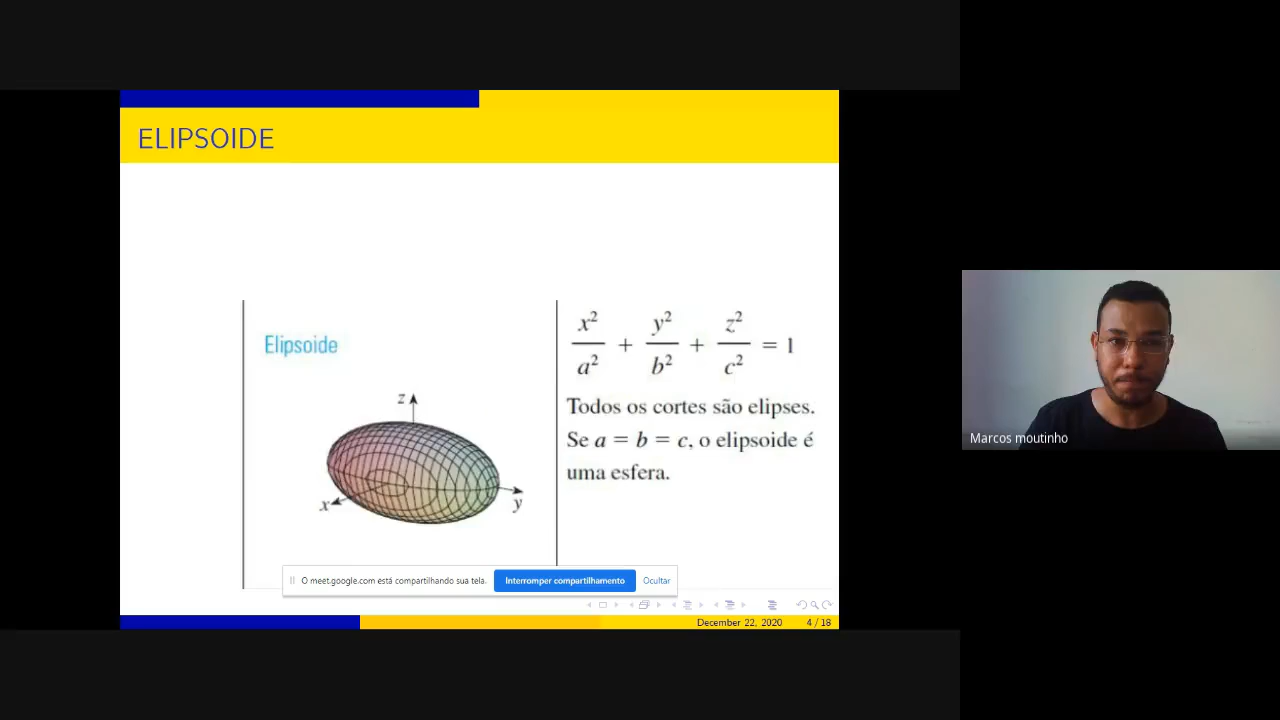 ELIPSOIDE
Elipsoide
z
x
y
x² / a² + y² / b² + z² / c² = 1
Todos os cortes são elipses.
Se a = b = c, o elipsoide é
uma esfera.
O meet.google.com está compartilhando sua tela.
Interromper compartilhamento
Ocultar
December 22, 2020 4 / 18
Marcos moutinho